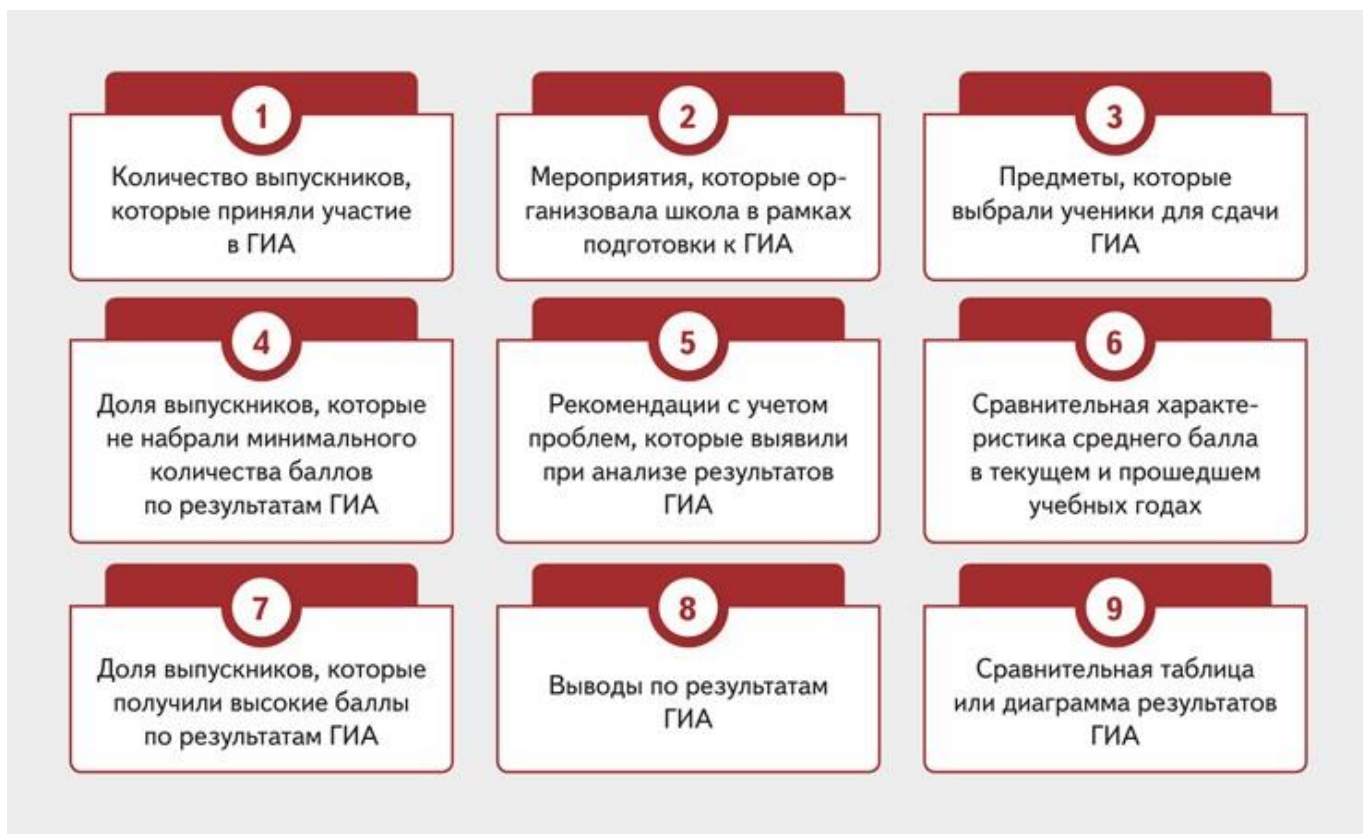 1
Количество выпускников,
которые приняли участие
в ГИА
2
Мероприятия, которые ор-
ганизовала школа в рамках
подготовки к ГИА
3
Предметы, которые
выбрали ученики для сдачи
ГИА
4
Доля выпускников, которые
не набрали минимального
количества баллов
по результатам ГИА
5
Рекомендации с учетом
проблем, которые выявили
при анализе результатов
ГИА
6
Сравнительная характе-
ристика среднего балла
в текущем и прошедшем
учебных годах
7
Доля выпускников, которые
получили высокие баллы
по результатам ГИА
8
Выводы по результатам
ГИА
9
Сравнительная таблица
или диаграмма результатов
ГИА